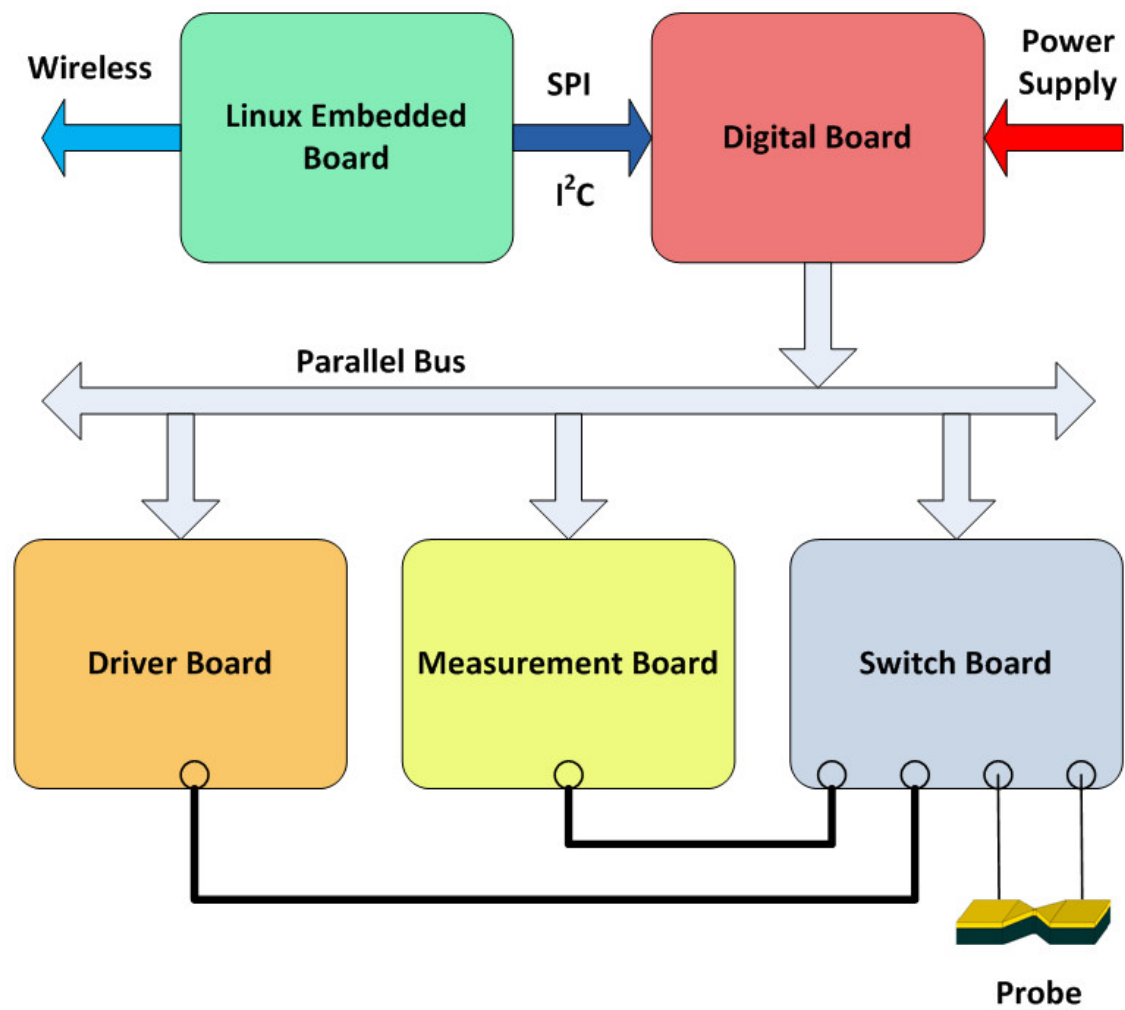 Wireless
Linux Embedded
Board
SPI
I²C
Digital Board
Power
Supply
Parallel Bus
Driver Board
Measurement Board
Switch Board
Probe